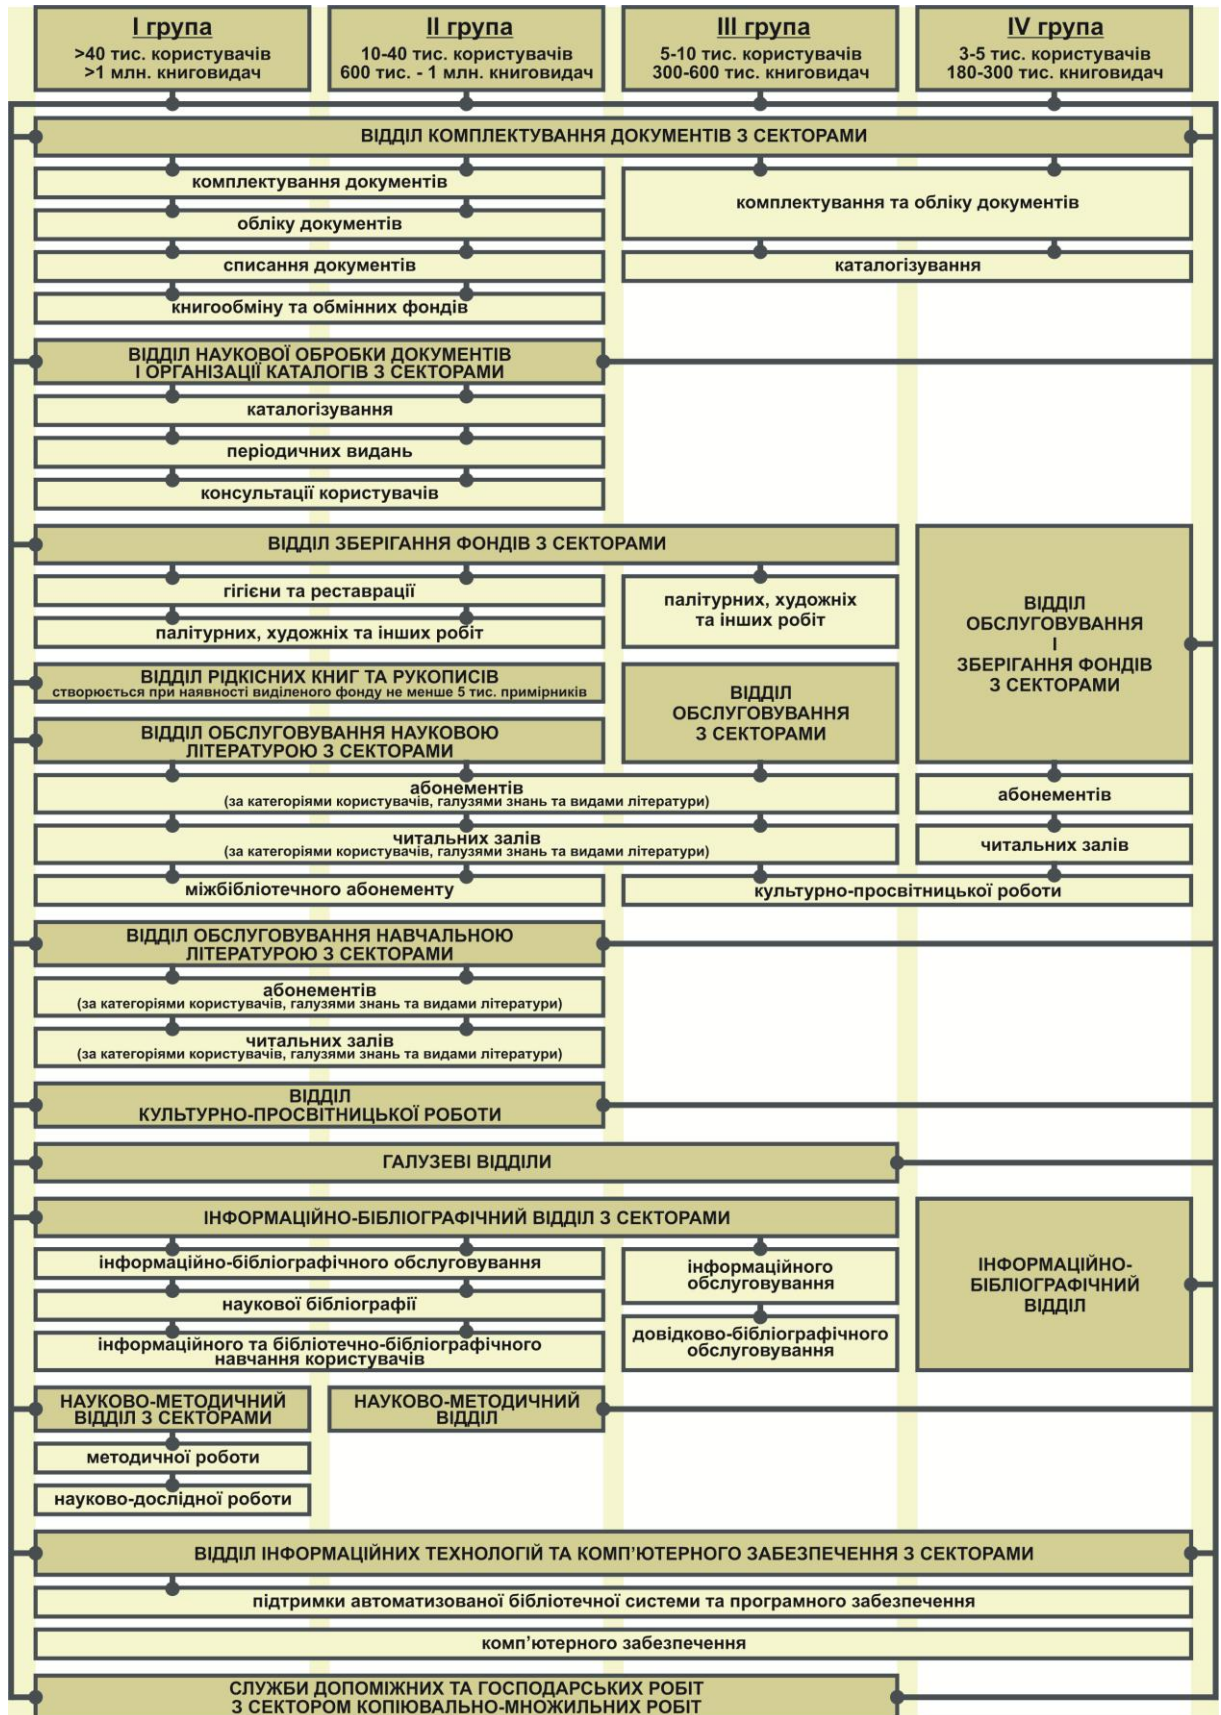 І група
>40 тис. користувачів
>1 млн. книговидач
ІІ група
10-40 тис. користувачів
600 тис. - 1 млн. книговидач
ІІІ група
5-10 тис. користувачів
300-600 тис. книговидач
IV група
3-5 тис. користувачів
180-300 тис. книговидач
ВІДДІЛ КОМПЛЕКТУВАННЯ ДОКУМЕНТІВ З СЕКТОРАМИ
комплектування документів
обліку документів
списання документів
книгообміну та обмінних фондів
комплектування та обліку документів
каталогізування
ВІДДІЛ НАУКОВОЇ ОБРОБКИ ДОКУМЕНТІВ
І ОРГАНІЗАЦІЇ КАТАЛОГІВ З СЕКТОРАМИ
каталогізування
періодичних видань
консультації користувачів
ВІДДІЛ ЗБЕРІГАННЯ ФОНДІВ З СЕКТОРАМИ
гігієни та реставрації
палітурних, художніх та інших робіт
палітурних, художніх
та інших робіт
ВІДДІЛ
ОБСЛУГОВУВАННЯ
І
ЗБЕРІГАННЯ ФОНДІВ
З СЕКТОРАМИ
ВІДДІЛ РІДКІСНИХ КНИГ ТА РУКОПИСІВ
створюється при наявності виділеного фонду не менше 5 тис. примірників
ВІДДІЛ ОБСЛУГОВУВАННЯ НАУКОВОЮ
ЛІТЕРАТУРОЮ З СЕКТОРАМИ
ВІДДІЛ
ОБСЛУГОВУВАННЯ
З СЕКТОРАМИ
абонементів
(за категоріями користувачів, галузями знань та видами літератури)
абонементів
читальних залів
(за категоріями користувачів, галузями знань та видами літератури)
читальних залів
міжбібліотечного абонементу
культурно-просвітницької роботи
ВІДДІЛ ОБСЛУГОВУВАННЯ НАВЧАЛЬНОЮ
ЛІТЕРАТУРОЮ З СЕКТОРАМИ
абонементів
(за категоріями користувачів, галузями знань та видами літератури)
читальних залів
(за категоріями користувачів, галузями знань та видами літератури)
ВІДДІЛ
КУЛЬТУРНО-ПРОСВІТНИЦЬКОЇ РОБОТИ
ГАЛУЗЕВІ ВІДДІЛИ
ІНФОРМАЦІЙНО-БІБЛІОГРАФІЧНИЙ ВІДДІЛ З СЕКТОРАМИ
інформаційно-бібліографічного обслуговування
наукової бібліографії
інформаційного та бібліотечно-бібліографічного
навчання користувачів
інформаційного
обслуговування
довідково-бібліографічного
обслуговування
ІНФОРМАЦІЙНО-
БІБЛІОГРАФІЧНИЙ
ВІДДІЛ
НАУКОВО-МЕТОДИЧНИЙ
ВІДДІЛ З СЕКТОРАМИ
НАУКОВО-МЕТОДИЧНИЙ
ВІДДІЛ
методичної роботи
науково-дослідної роботи
ВІДДІЛ ІНФОРМАЦІЙНИХ ТЕХНОЛОГІЙ ТА КОМП’ЮТЕРНОГО ЗАБЕЗПЕЧЕННЯ З СЕКТОРАМИ
підтримки автоматизованої бібліотечної системи та програмного забезпечення
комп’ютерного забезпечення
СЛУЖБИ ДОПОМІЖНИХ ТА ГОСПОДАРСЬКИХ РОБІТ
З СЕКТОРОМ КОПІЮВАЛЬНО-МНОЖИЛЬНИХ РОБІТ